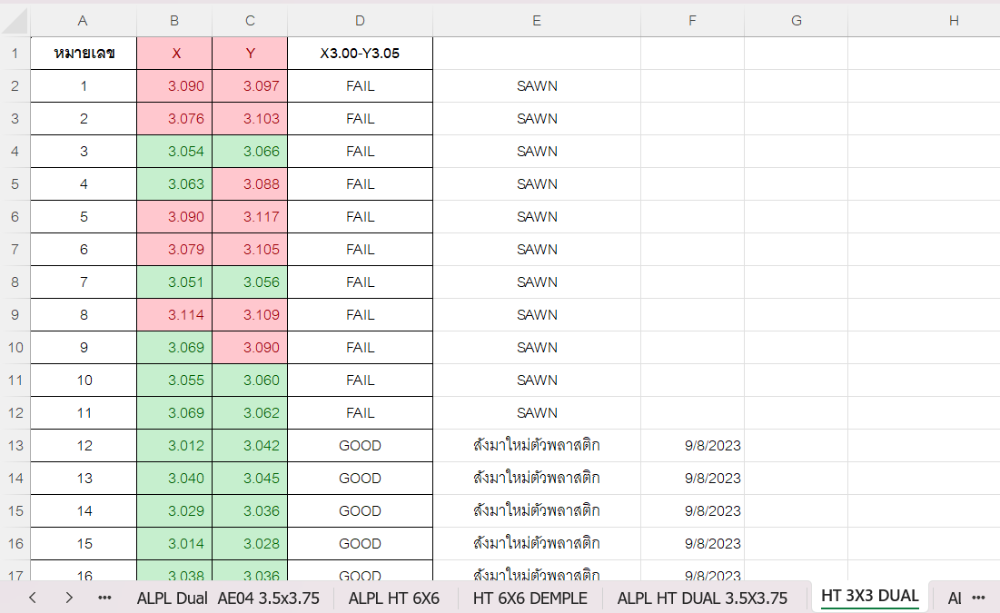 A B C D E F G H
1 หมายเลข X Y X3.00-Y3.05
2 1 3.090 3.097 FAIL SAWN
3 2 3.076 3.103 FAIL SAWN
4 3 3.054 3.066 FAIL SAWN
5 4 3.063 3.088 FAIL SAWN
6 5 3.090 3.117 FAIL SAWN
7 6 3.079 3.105 FAIL SAWN
8 7 3.051 3.056 FAIL SAWN
9 8 3.114 3.109 FAIL SAWN
10 9 3.069 3.090 FAIL SAWN
11 10 3.055 3.060 FAIL SAWN
12 11 3.069 3.062 FAIL SAWN
13 12 3.012 3.042 GOOD สังมาใหม่ตัวพลาสติก 9/8/2023
14 13 3.040 3.045 GOOD สังมาใหม่ตัวพลาสติก 9/8/2023
15 14 3.029 3.036 GOOD สังมาใหม่ตัวพลาสติก 9/8/2023
16 15 3.014 3.028 GOOD สังมาใหม่ตัวพลาสติก 9/8/2023
17 16 3.038 3.036 GOOD สังมาใหม่ตัวพลาสติก 9/8/2023
ALPL Dual AE04 3.5x3.75 ALPL HT 6X6 HT 6X6 DEMPLE ALPL HT DUAL 3.5X3.75 HT 3X3 DUAL Al